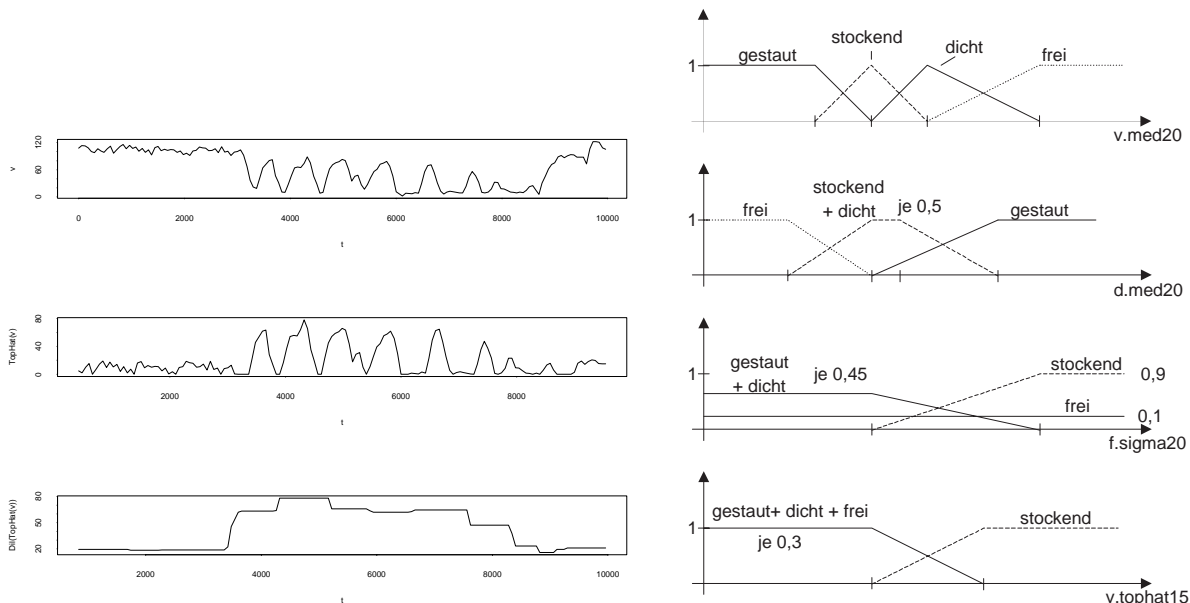 120
60
0
v
0 2000 4000 6000 8000 10000
t
80
40
0
TopHat(v)
2000 4000 6000 8000
t
80
50
20
Dil(TopHat(v))
2000 4000 6000 8000 10000
t
stockend
gestaut dicht frei
1
v.med20
stockend
+ dicht je 0,5
frei gestaut
1
d.med20
gestaut
+ dicht je 0,45
stockend 0,9
1
frei 0,1
f.sigma20
gestaut+ dicht + frei stockend
1
je 0,3
v.tophat15